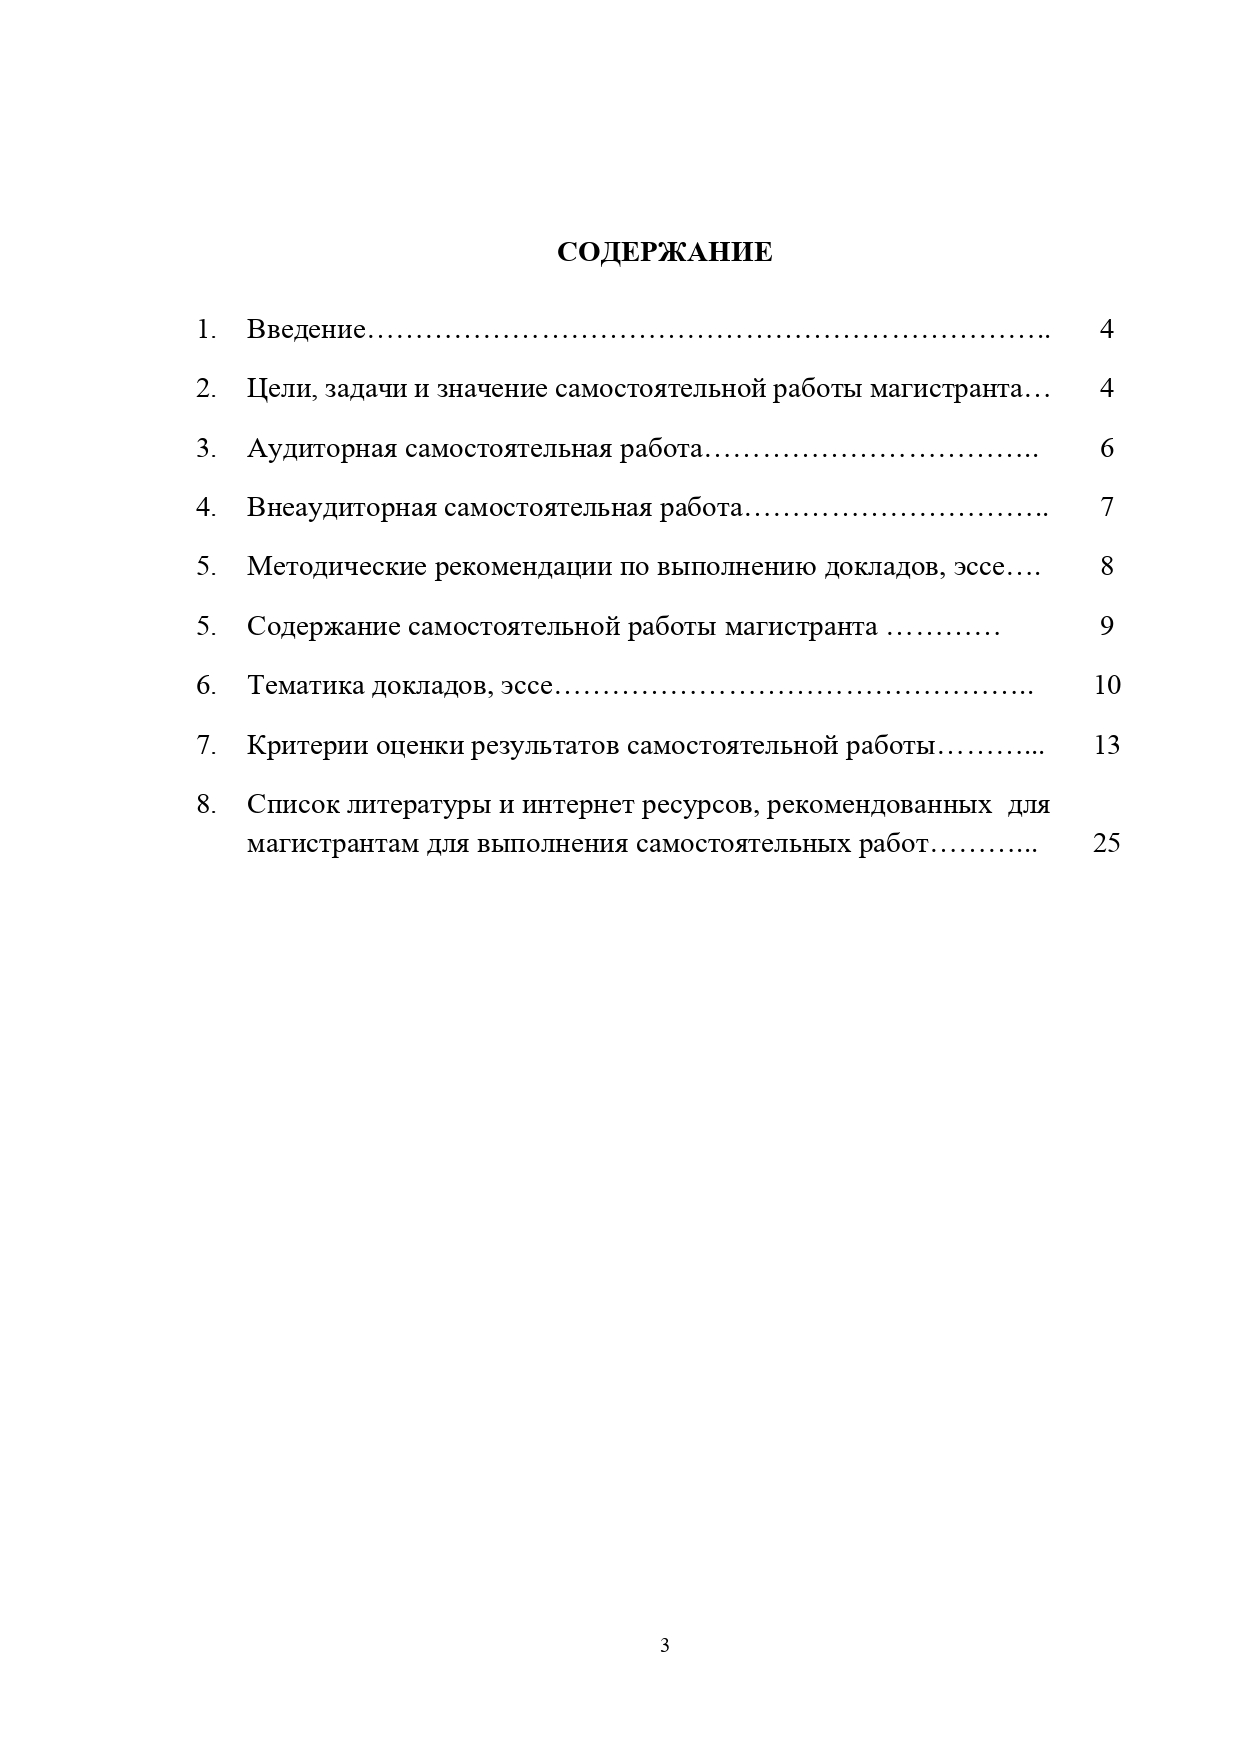 СОДЕРЖАНИЕ
1. Введение……………………………………………………………. 4
2. Цели, задачи и значение самостоятельной работы магистранта… 4
3. Аудиторная самостоятельная работа…………………………….. 6
4. Внеаудиторная самостоятельная работа…………………………. 7
5. Методические рекомендации по выполнению докладов, эссе…. 8
5. Содержание самостоятельной работы магистранта ………… 9
6. Тематика докладов, эссе………………………………………….. 10
7. Критерии оценки результатов самостоятельной работы………... 13
8. Список литературы и интернет ресурсов, рекомендованных для
магистрантам для выполнения самостоятельных работ………... 25
3